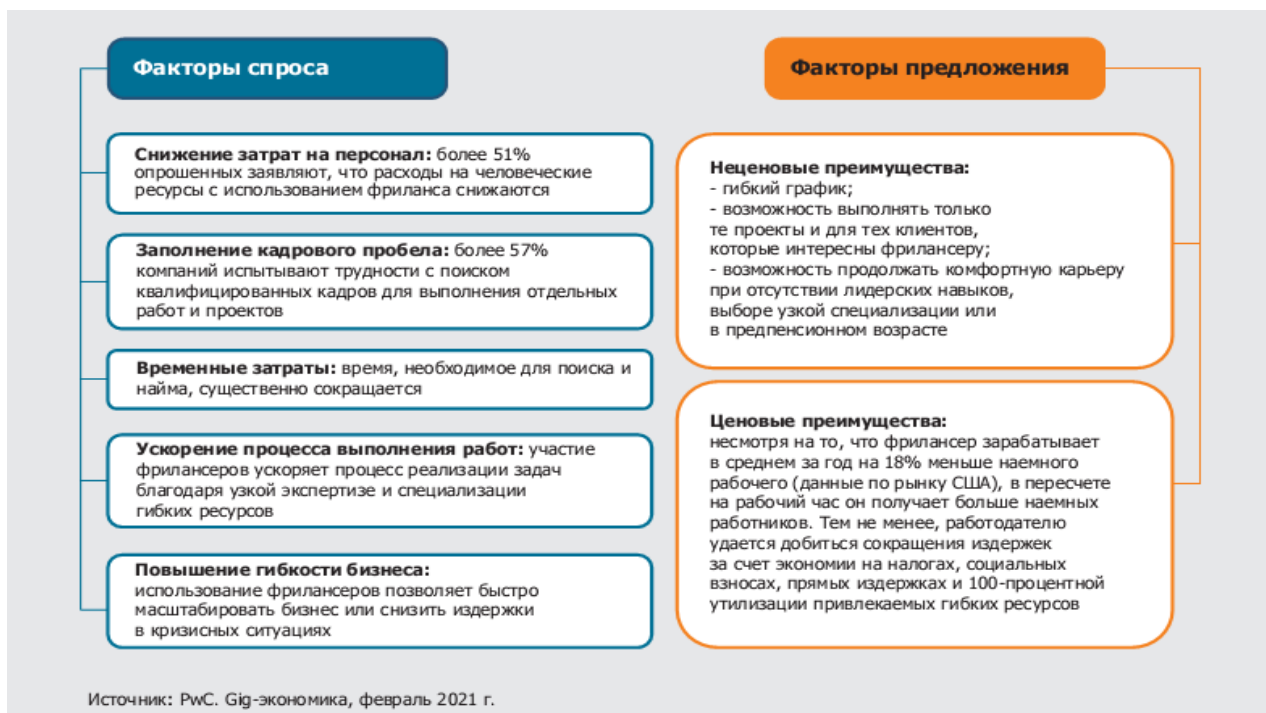 Факторы спроса
Снижение затрат на персонал: более 51%
опрошенных заявляют, что расходы на человеческие
ресурсы с использованием фриланса снижаются
Заполнение кадрового пробела: более 57%
компаний испытывают трудности с поиском
квалифицированных кадров для выполнения отдельных
работ и проектов
Временные затраты: время, необходимое для поиска и
найма, существенно сокращается
Ускорение процесса выполнения работ: участие
фрилансеров ускоряет процесс реализации задач
благодаря узкой экспертизе и специализации
гибких ресурсов
Повышение гибкости бизнеса:
использование фрилансеров позволяет быстро
масштабировать бизнес или снизить издержки
в кризисных ситуациях
Факторы предложения
Неценовые преимущества:
- гибкий график;
- возможность выполнять только
те проекты и для тех клиентов,
которые интересны фрилансеру;
- возможность продолжать комфортную карьеру
при отсутствии лидерских навыков,
выборе узкой специализации или
в предпенсионном возрасте
Ценовые преимущества:
несмотря на то, что фрилансер зарабатывает
в среднем за год на 18% меньше наемного
рабочего (данные по рынку США), в пересчете
на рабочий час он получает больше наемных
работников. Тем не менее, работодателю
удается добиться сокращения издержек
за счет экономии на налогах, социальных
взносах, прямых издержках и 100-процентной
утилизации привлекаемых гибких ресурсов
Источник: PwC. Gig-экономика, февраль 2021 г.